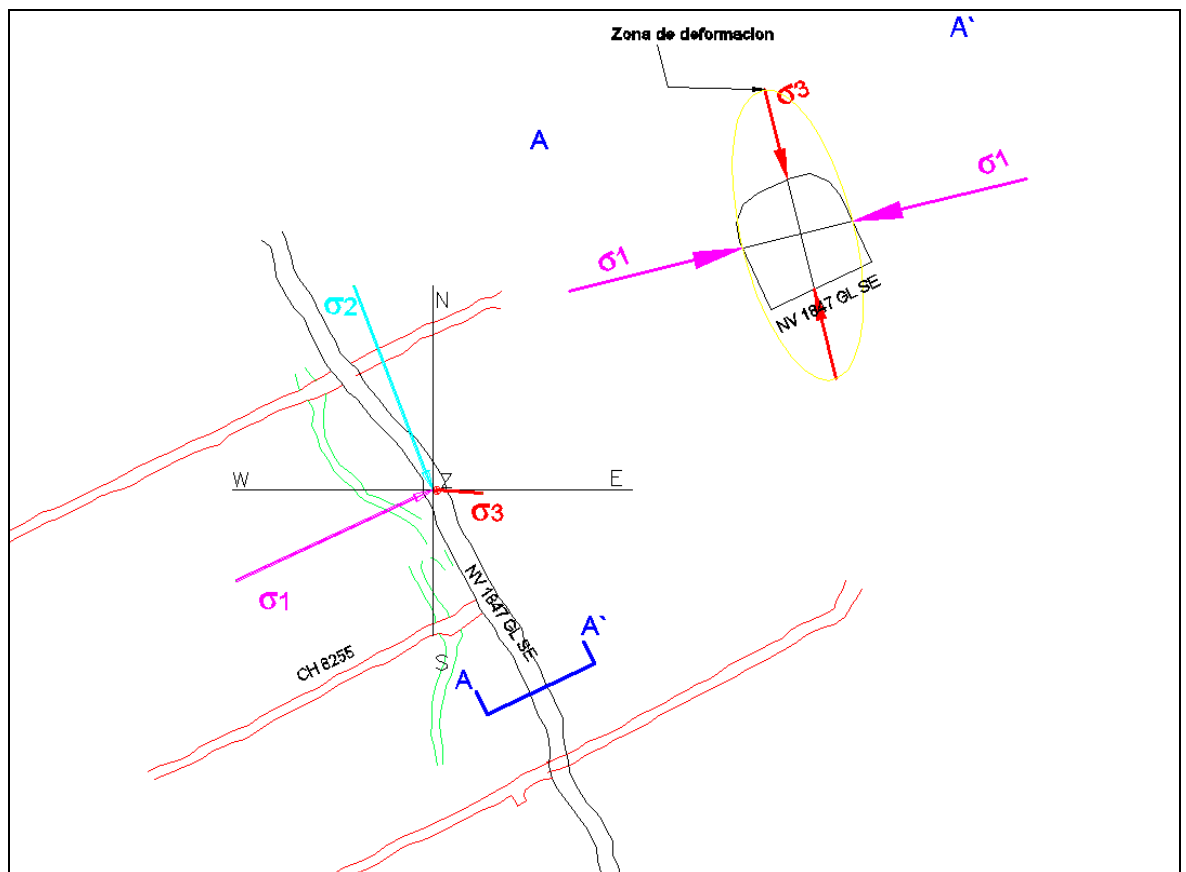 A`
Zona de deformacion
σ3
A
σ1
σ1
NV 1847 GL SE
σ2
N
W
Z
E
σ3
σ1
NV 1847 GL SE
CH 8255
S
A`
A